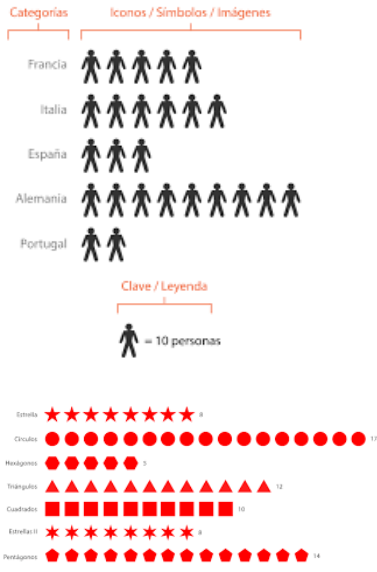 Categorías
Iconos / Símbolos / Imágenes
Francia
Italia
España
Alemania
Portugal
Clave / Leyenda
= 10 personas
Estrella 8
Círculos 17
Hexágonos 5
Triángulos 12
Cuadrados 10
Estrellas II 8
Pentágonos 14